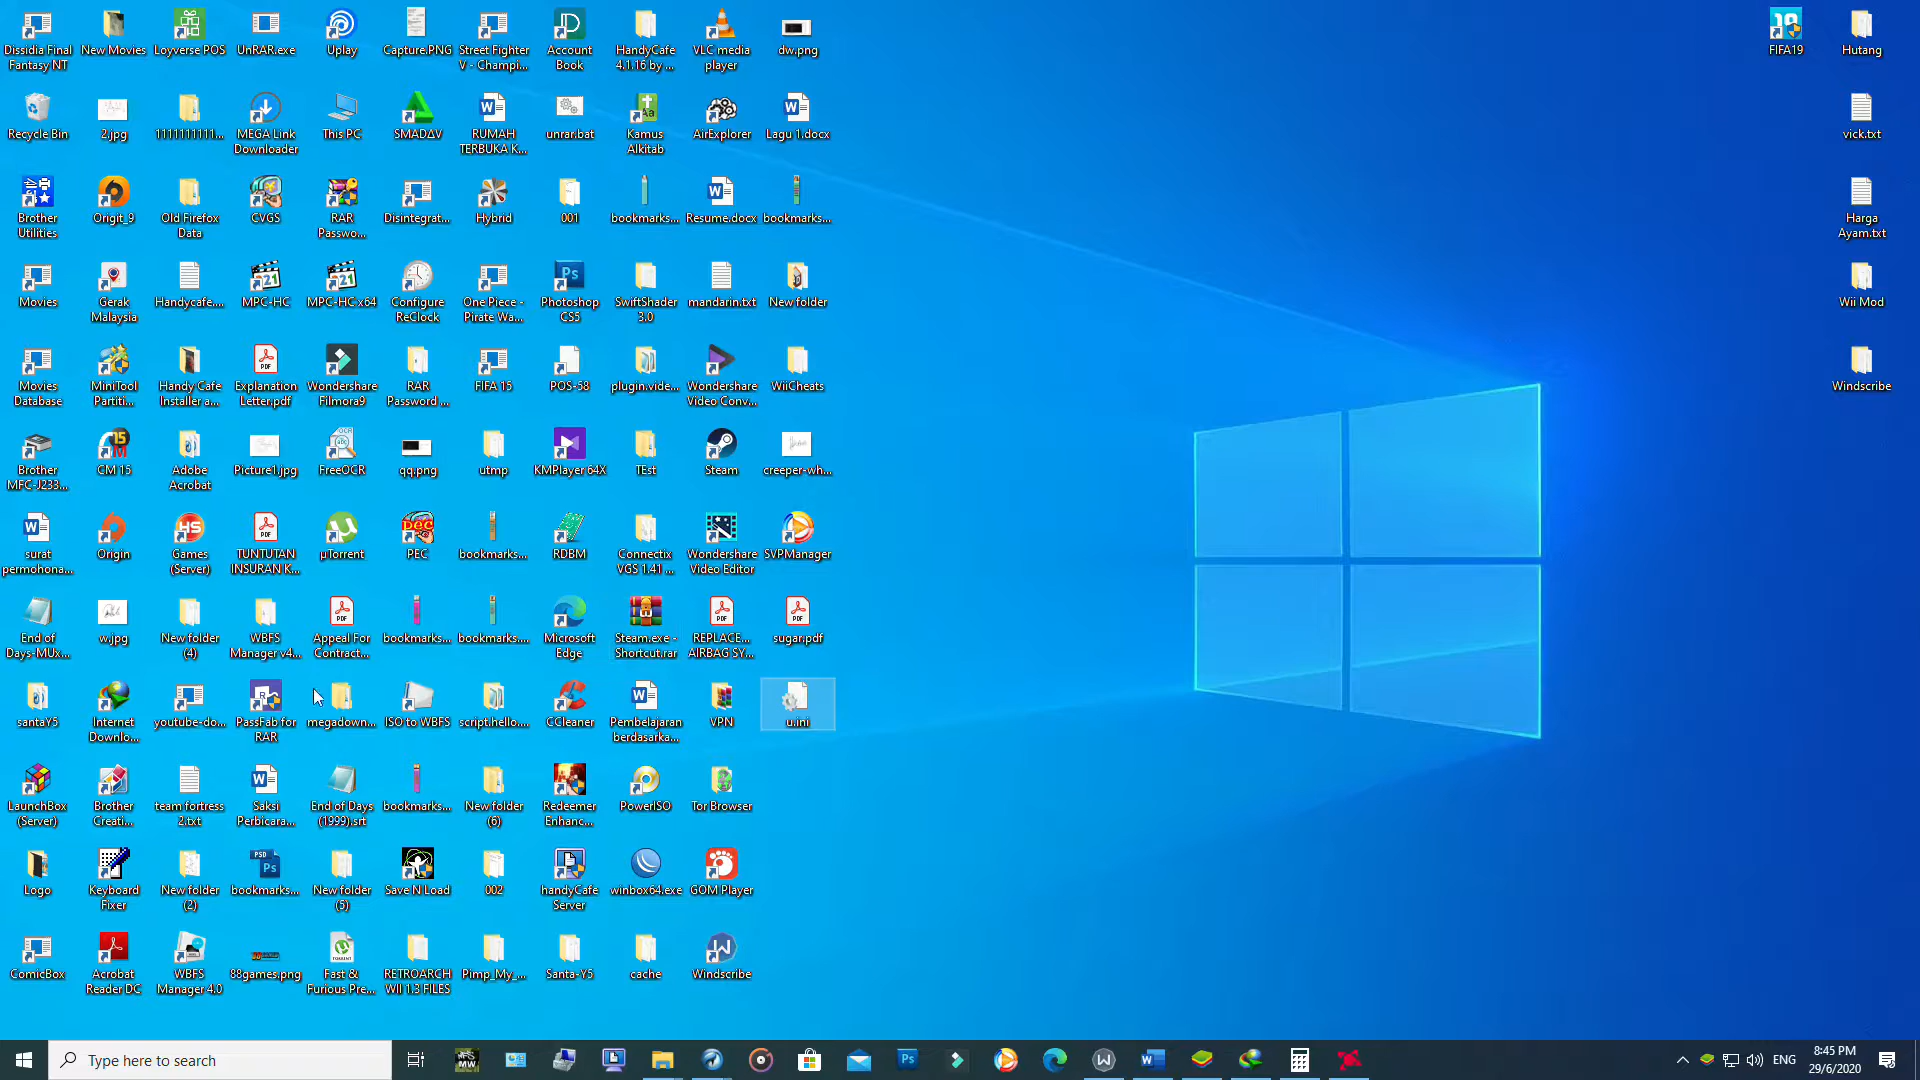 Dissidia Final
Fantasy NT
New Movies
Loyverse POS
UnRAR.exe
Uplay
Capture.PNG
Street Fighter
V - Champi...
Account
Book
HandyCafe
4.1.16 by ...
VLC media
player
dw.png
FIFA19
Hutang
Recycle Bin
2.jpg
1111111111...
MEGA Link
Downloader
This PC
SMADΔV
RUMAH
TERBUKA K...
unrar.bat
Kamus
Alkitab
AirExplorer
Lagu 1.docx
vick.txt
Brother
Utilities
Origit_9
Old Firefox
Data
CVGS
RAR
Passwo...
Disintegrat...
Hybrid
001
bookmarks...
Resume.docx
bookmarks...
Harga
Ayam.txt
Movies
Gerak
Malaysia
Handycafe....
MPC-HC
MPC-HC x64
Configure
ReClock
One Piece -
Pirate Wa...
Photoshop
CS5
SwiftShader
3.0
mandarin.txt
New folder
Wii Mod
Movies
Database
MiniTool
Partiti...
Handy Cafe
Installer a...
Explanation
Letter.pdf
Wondershare
Filmora9
RAR
Password ...
FIFA 15
POS-58
plugin.vide...
Wondershare
Video Conv...
WiiCheats
Windscribe
Brother
MFC-J233...
CM 15
Adobe
Acrobat
Picture1.jpg
FreeOCR
qq.png
utmp
KMPlayer 64X
TEst
Steam
creeper-wh...
surat
permohona...
Origin
Games
(Server)
TUNTUTAN
INSURAN K...
µTorrent
PEC
bookmarks...
RDBM
Connectix
VGS 1.41 ...
Wondershare
Video Editor
SVPManager
End of
Days-MUx...
w.jpg
New folder
(4)
WBFS
Manager v4...
Appeal For
Contract...
bookmarks...
bookmarks....
Microsoft
Edge
Steam.exe -
Shortcut.rar
REPLACE...
AIRBAG SY...
sugar.pdf
santaY5
Internet
Downlo...
youtube-do...
PassFab for
RAR
megadown...
ISO to WBFS
script.hello....
CCleaner
Pembelajaran
berdasarka...
VPN
u.ini
LaunchBox
(Server)
Brother
Creati...
team fortress
2.txt
Saksi
Perbicara...
End of Days
(1999).srt
bookmarks...
New folder
(6)
Redeemer
Enhanc...
PowerISO
Tor Browser
Logo
Keyboard
Fixer
New folder
(2)
bookmarks...
New folder
(5)
Save N Load
002
handyCafe
Server
winbox64.exe
GOM Player
ComicBox
Acrobat
Reader DC
WBFS
Manager 4.0
88games.png
Fast &
Furious Pre...
RETROARCH
WII 1.3 FILES
Pimp_My_...
Santa-Y5
cache
Windscribe
Type here to search
ENG
8:45 PM
29/6/2020